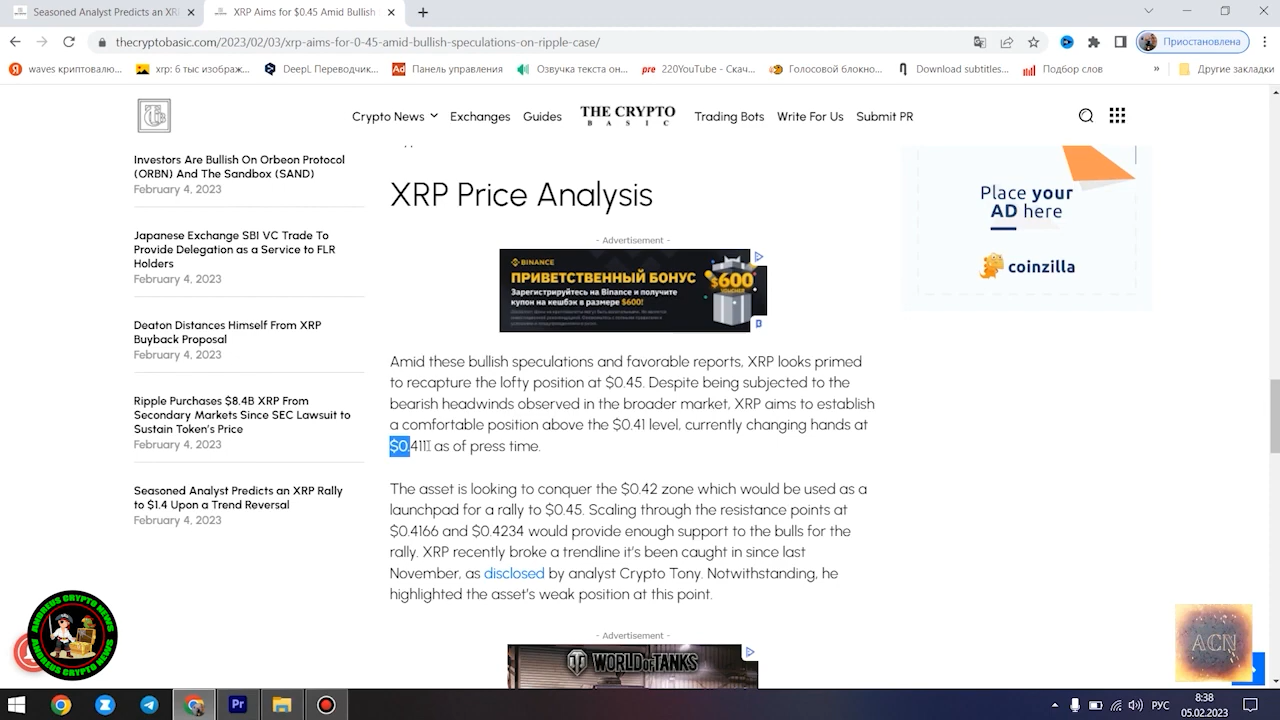 Seasoned Analyst Predicts an XRI
XRP Aims for $0.45 Amid Bullish
thecryptobasic.com/2023/02/03/xrp-aims-for-0-45-amid-bullish-speculations-on-ripple-case/
Приостановлена
waves криптовалю...
xrp: 6 тыс изображ...
DeepL Переводчик...
Панель управления
Озвучка текста он...
pre 220YouTube - Скач...
Голосовой блокно...
Download subtitles...
Подбор слов
»
Другие закладки
Crypto News
Exchanges
Guides
THE CRYPTO
BASIC
Trading Bots
Write For Us
Submit PR
Investors Are Bullish On Orbeon Protocol
(ORBN) And The Sandbox (SAND)
February 4, 2023
Japanese Exchange SBI VC Trade To
Provide Delegation as a Service to FLR
Holders
February 4, 2023
Deaton Distances Himself From XRP
Buyback Proposal
February 4, 2023
Ripple Purchases $8.4B XRP From
Secondary Markets Since SEC Lawsuit to
Sustain Token's Price
February 4, 2023
Seasoned Analyst Predicts an XRP Rally
to $1.4 Upon a Trend Reversal
February 4, 2023
XRP Price Analysis
- Advertisement -
BINANCE
ПРИВЕТСТВЕННЫЙ БОНУС
Зарегистрируйтесь на Binance и получите
купон на кешбэк в размере $600!
$600
VOUCHER
Amid these bullish speculations and favorable reports, XRP looks primed
to recapture the lofty position at $0.45. Despite being subjected to the
bearish headwinds observed in the broader market, XRP aims to establish
a comfortable position above the $0.41 level, currently changing hands at
$0.411 as of press time.
The asset is looking to conquer the $0.42 zone which would be used as a
launchpad for a rally to $0.45. Scaling through the resistance points at
$0.4166 and $0.4234 would provide enough support to the bulls for the
rally. XRP recently broke a trendline it's been caught in since last
November, as disclosed by analyst Crypto Tony. Notwithstanding, he
highlighted the asset's weak position at this point.
- Advertisement -
WORLD OF TANKS
Place your
AD here
coinzilla
ANDREUS CRYPTO NEWS
ANDREUS CRYPTO NEWS
ACN
Pr
РУС
8:38
05.02.2023